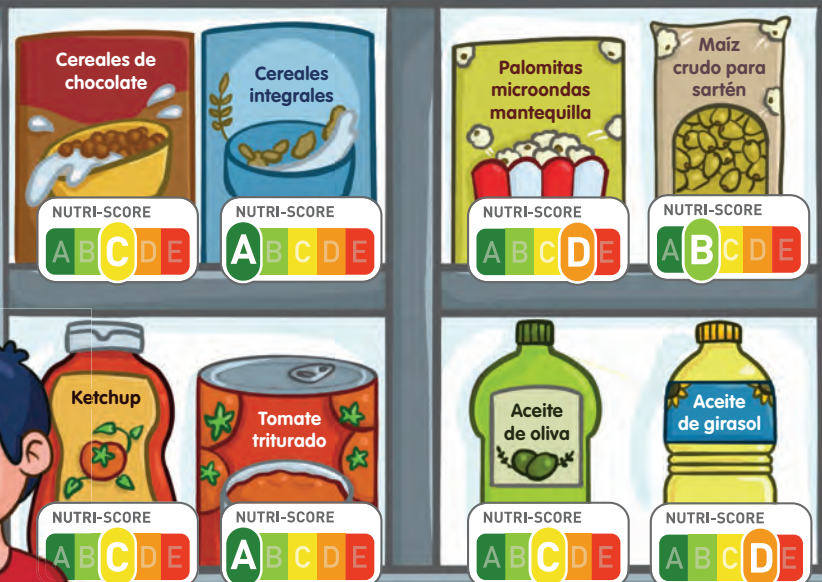 Cereales de
chocolate
NUTRI-SCORE
A B C D E
Cereales
integrales
NUTRI-SCORE
A B C D E
Palomitas
microondas
mantequilla
NUTRI-SCORE
A B C D E
Maíz
crudo para
sartén
NUTRI-SCORE
A B C D E
Ketchup
NUTRI-SCORE
A B C D E
Tomate
triturado
NUTRI-SCORE
A B C D E
Aceite
de oliva
NUTRI-SCORE
A B C D E
Aceite
de girasol
NUTRI-SCORE
A B C D E